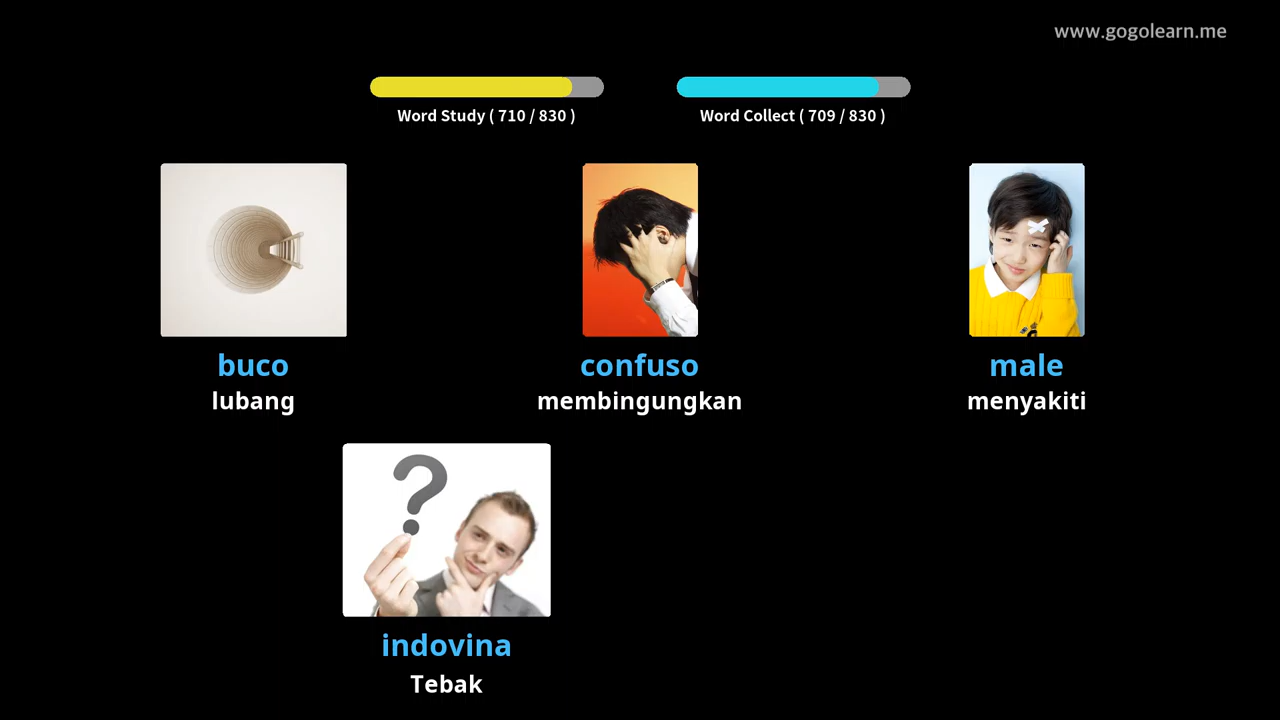 www.gogolearn.me
Word Study ( 710 / 830 )
Word Collect ( 709 / 830 )
buco
lubang
confuso
membingungkan
male
menyakiti
indovina
Tebak